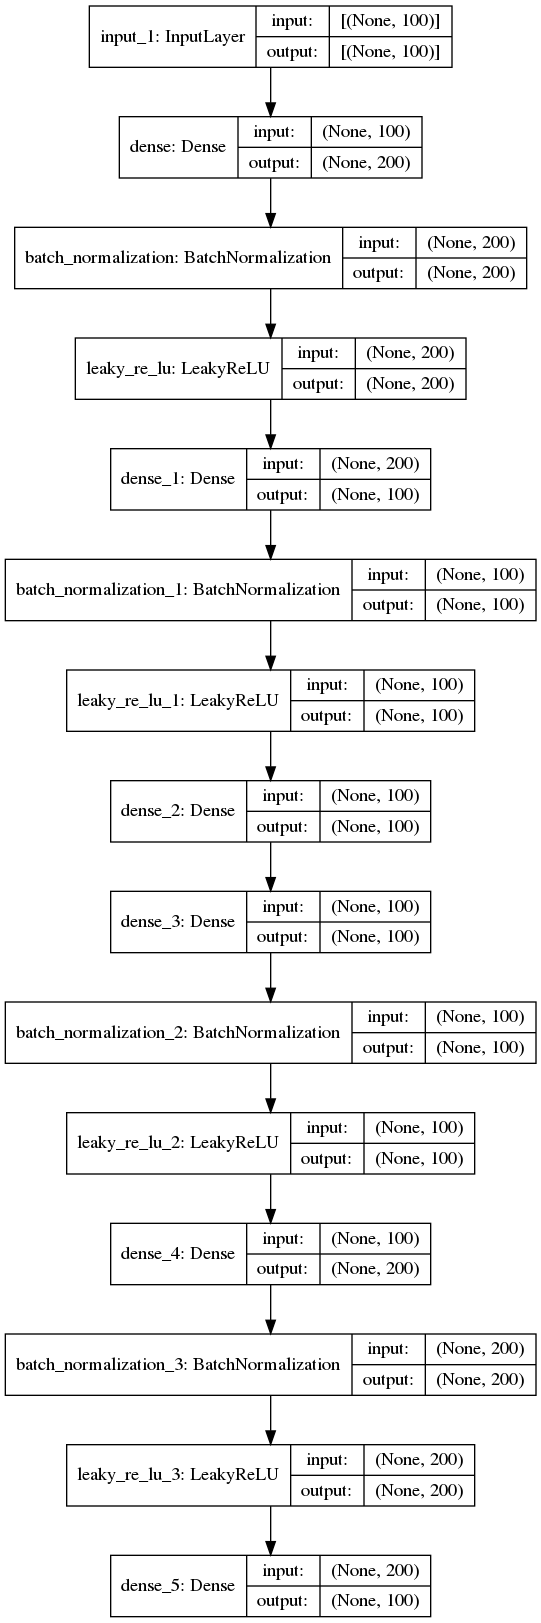 input_1: InputLayer
input: [(None, 100)]
output: [(None, 100)]
dense: Dense
input: (None, 100)
output: (None, 200)
batch_normalization: BatchNormalization
input: (None, 200)
output: (None, 200)
leaky_re_lu: LeakyReLU
input: (None, 200)
output: (None, 200)
dense_1: Dense
input: (None, 200)
output: (None, 100)
batch_normalization_1: BatchNormalization
input: (None, 100)
output: (None, 100)
leaky_re_lu_1: LeakyReLU
input: (None, 100)
output: (None, 100)
dense_2: Dense
input: (None, 100)
output: (None, 100)
dense_3: Dense
input: (None, 100)
output: (None, 100)
batch_normalization_2: BatchNormalization
input: (None, 100)
output: (None, 100)
leaky_re_lu_2: LeakyReLU
input: (None, 100)
output: (None, 100)
dense_4: Dense
input: (None, 100)
output: (None, 200)
batch_normalization_3: BatchNormalization
input: (None, 200)
output: (None, 200)
leaky_re_lu_3: LeakyReLU
input: (None, 200)
output: (None, 200)
dense_5: Dense
input: (None, 200)
output: (None, 100)